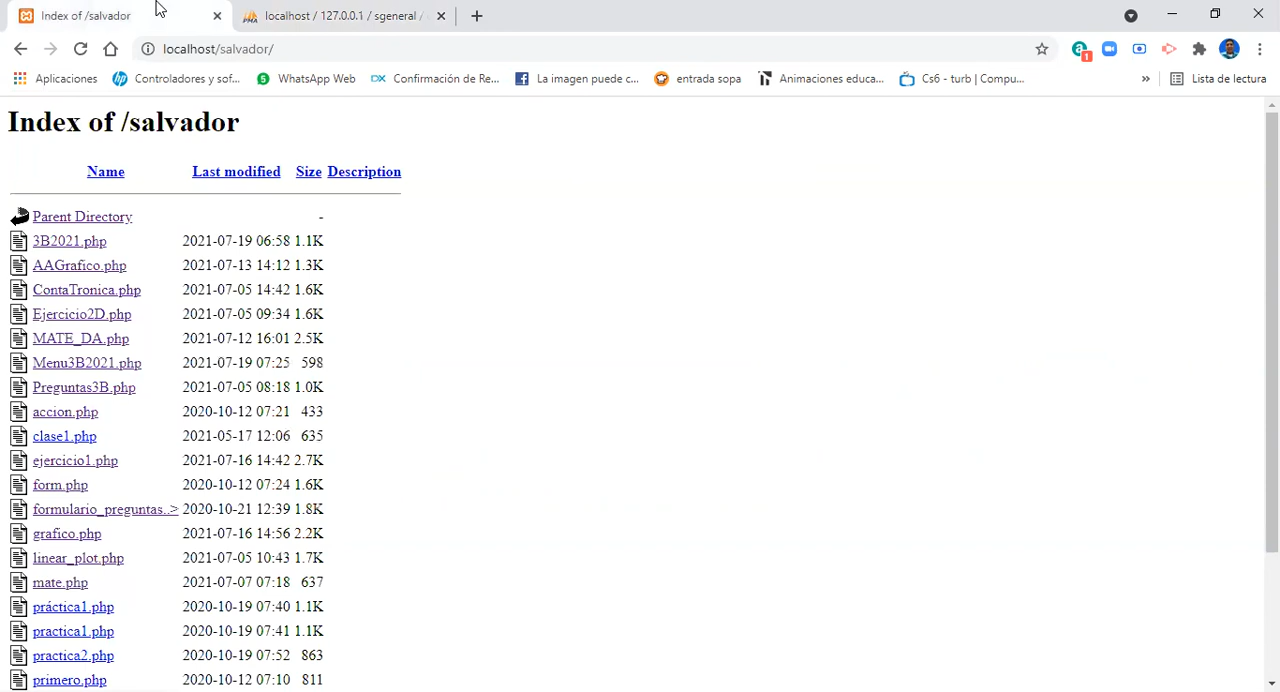 Index of /salvador
localhost / 127.0.0.1 / sgeneral /
localhost/salvador/
1
Aplicaciones
Controladores y sof...
WhatsApp Web
Confirmación de Re...
La imagen puede c...
entrada sopa
Animaciones educa...
Cs6 - turb | Compu...
»
Lista de lectura
Index of /salvador
Name Last modified Size Description
Parent Directory -
3B2021.php 2021-07-19 06:58 1.1K
AAGrafico.php 2021-07-13 14:12 1.3K
ContaTronica.php 2021-07-05 14:42 1.6K
Ejercicio2D.php 2021-07-05 09:34 1.6K
MATE_DA.php 2021-07-12 16:01 2.5K
Menu3B2021.php 2021-07-19 07:25 598
Preguntas3B.php 2021-07-05 08:18 1.0K
accion.php 2020-10-12 07:21 433
clase1.php 2021-05-17 12:06 635
ejercicio1.php 2021-07-16 14:42 2.7K
form.php 2020-10-12 07:24 1.6K
formulario_preguntas..> 2020-10-21 12:39 1.8K
grafico.php 2021-07-16 14:56 2.2K
linear_plot.php 2021-07-05 10:43 1.7K
mate.php 2021-07-07 07:18 637
práctica1.php 2020-10-19 07:40 1.1K
practica1.php 2020-10-19 07:41 1.1K
practica2.php 2020-10-19 07:52 863
primero.php 2020-10-12 07:10 811